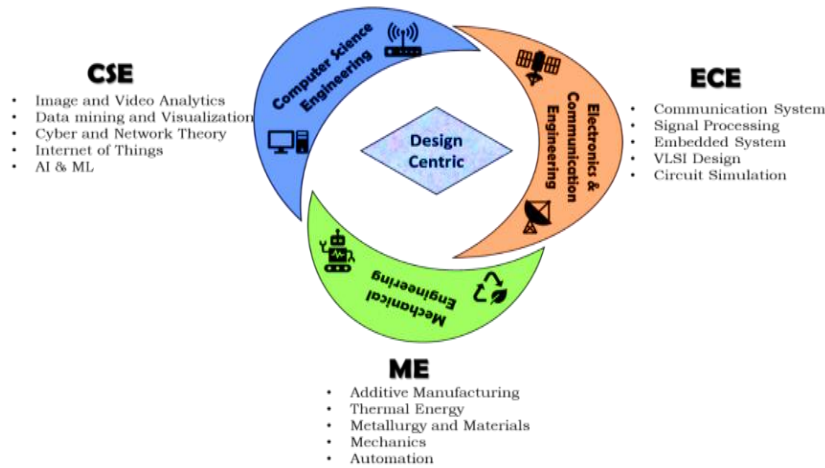 CSE
• Image and Video Analytics
• Data mining and Visualization
• Cyber and Network Theory
• Internet of Things
• AI & ML
Computer Science
Engineering
Design
Centric
Electronics &
Communication
Engineering
ECE
• Communication System
• Signal Processing
• Embedded System
• VLSI Design
• Circuit Simulation
Mechanical
Engineering
ME
• Additive Manufacturing
• Thermal Energy
• Metallurgy and Materials
• Mechanics
• Automation